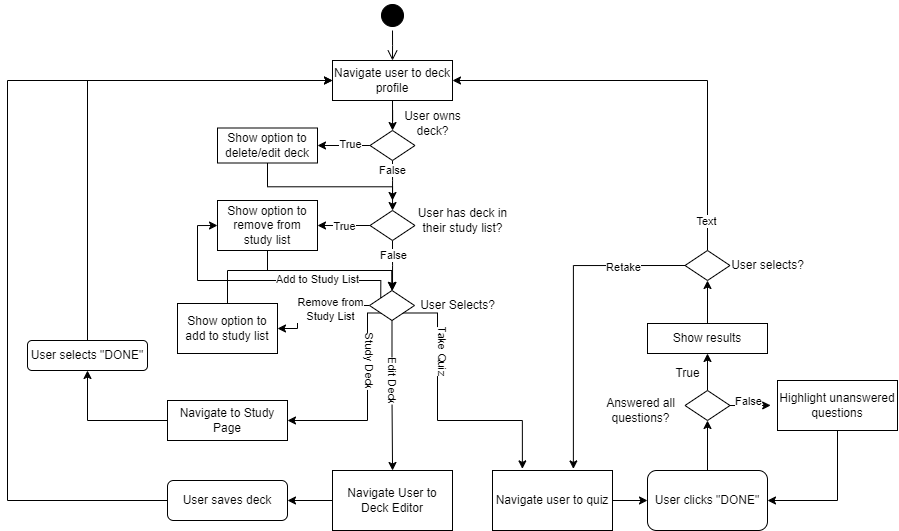 Navigate user to deck
profile
User owns
deck?
Show option to
delete/edit deck
True
False
Show option to
remove from
study list
True
User has deck in
their study list?
False
Add to Study List
Remove from
Study List
User Selects?
Show option to
add to study list
Study Deck
Edit Deck
Take Quiz
User selects "DONE"
Navigate to Study
Page
User saves deck
Navigate User to
Deck Editor
Navigate user to quiz
User clicks "DONE"
Answered all
questions?
True
False
Highlight unanswered
questions
Show results
User selects?
Retake
Text